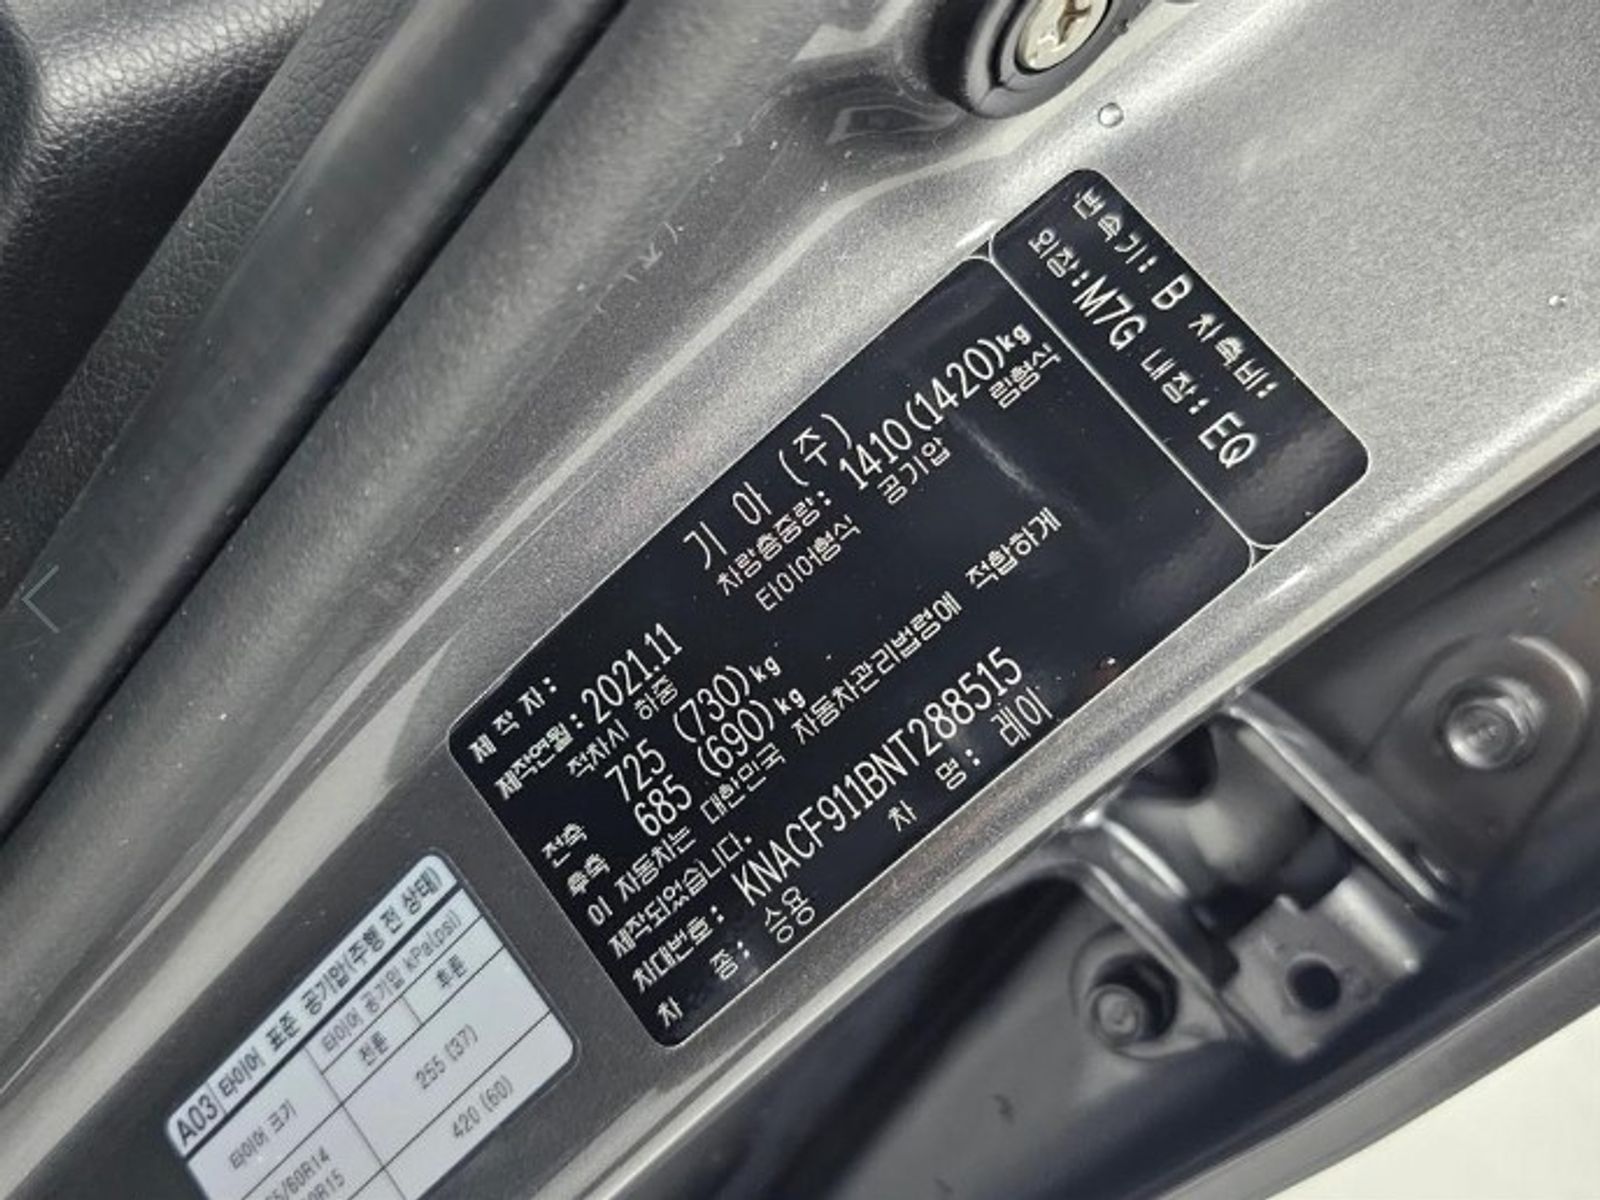 변속기: B 치축비:
외장: M7G 내장: EQ
제 작 자: 기 아 (주)
제작연월: 2021.11 차량총중량: 1410(1420)kg
적차시 하중 타이어형식 공기압 림형식
전축 725 (730)kg
후축 685 (690)kg
이 자동차는 대한민국 자동차관리법령에 적합하게
제작되었습니다.
차대번호: KNACF911BNT288515
차 종: 승용 차 명: 레이
A03 타이어 표준 공기압(주행 전 상태)
타이어 크기 타이어 공기압 kPa(psi)
전륜 후륜
5/60R14 255 (37)
R15 420 (60)